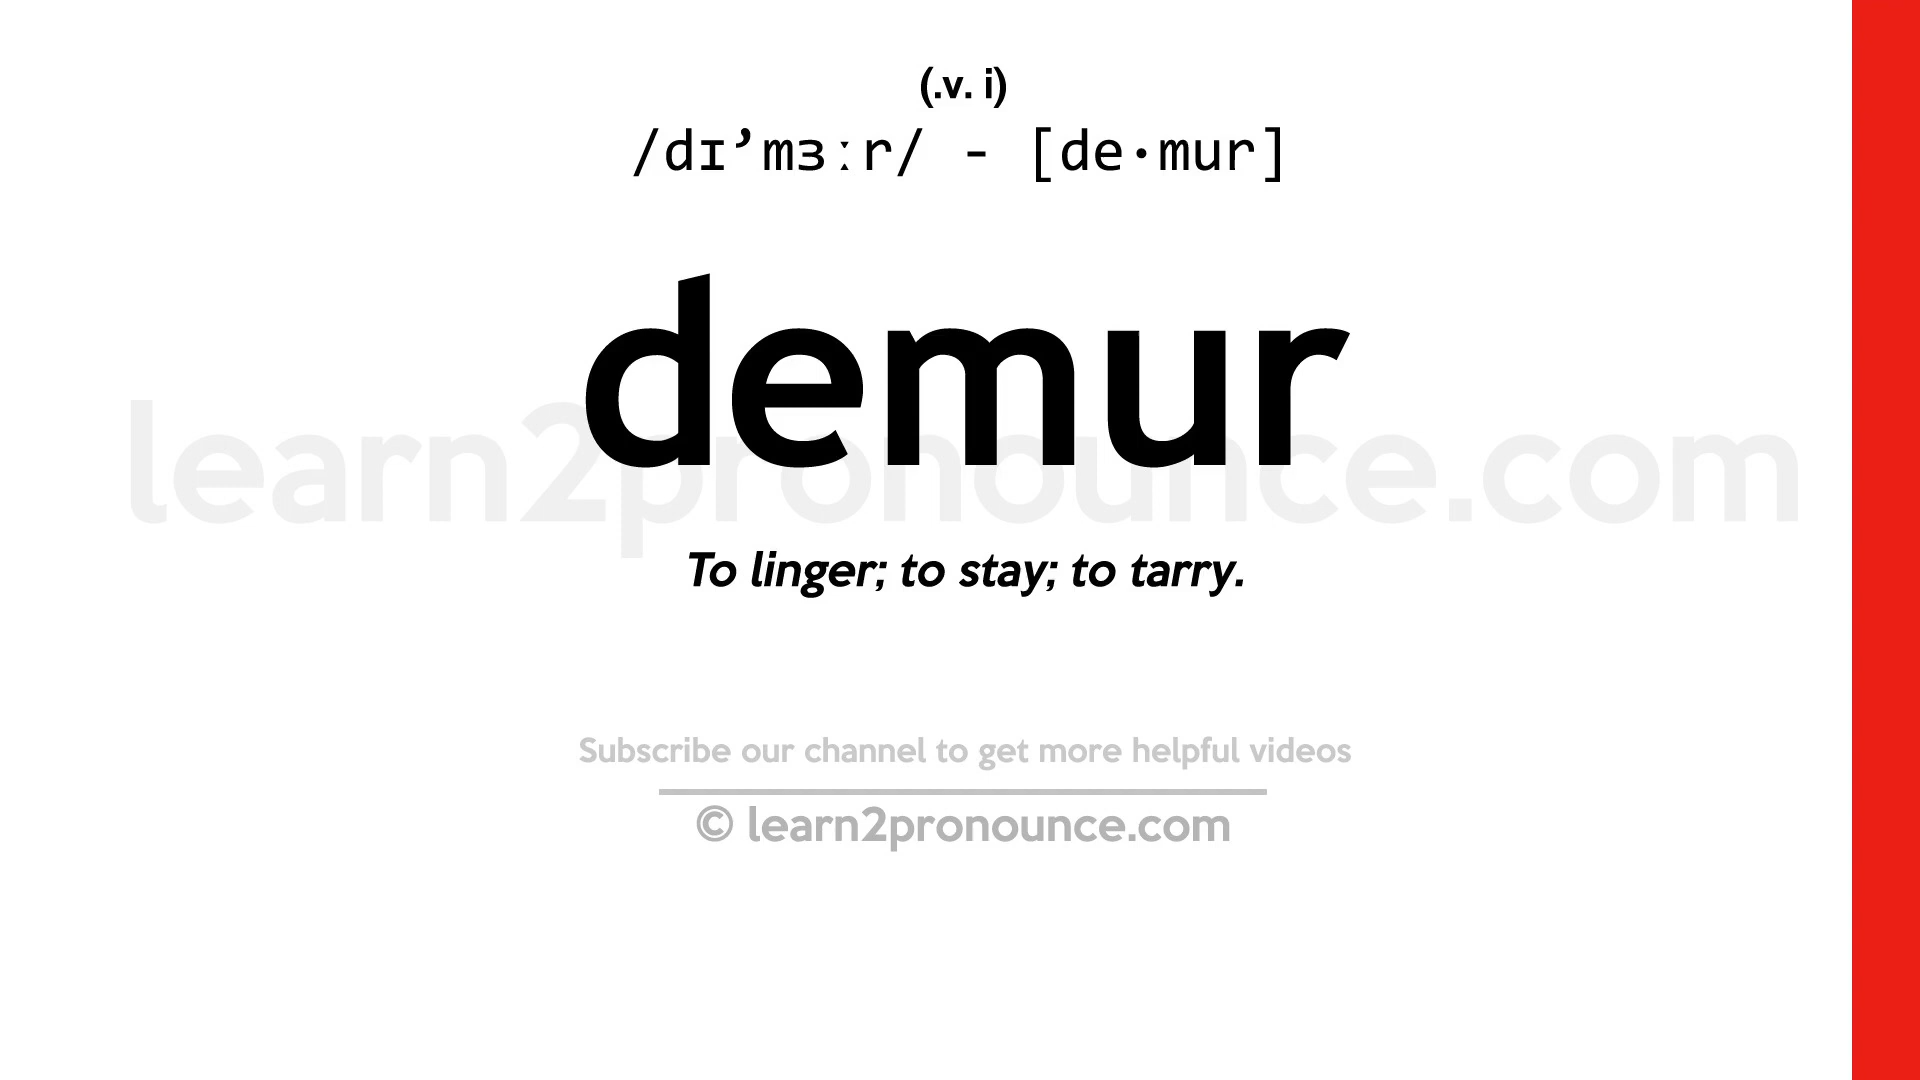 (.v. i)
/dɪ’mɜːr/ - [de·mur]
demur
learn2pronounce.com
To linger; to stay; to tarry.
Subscribe our channel to get more helpful videos
© learn2pronounce.com